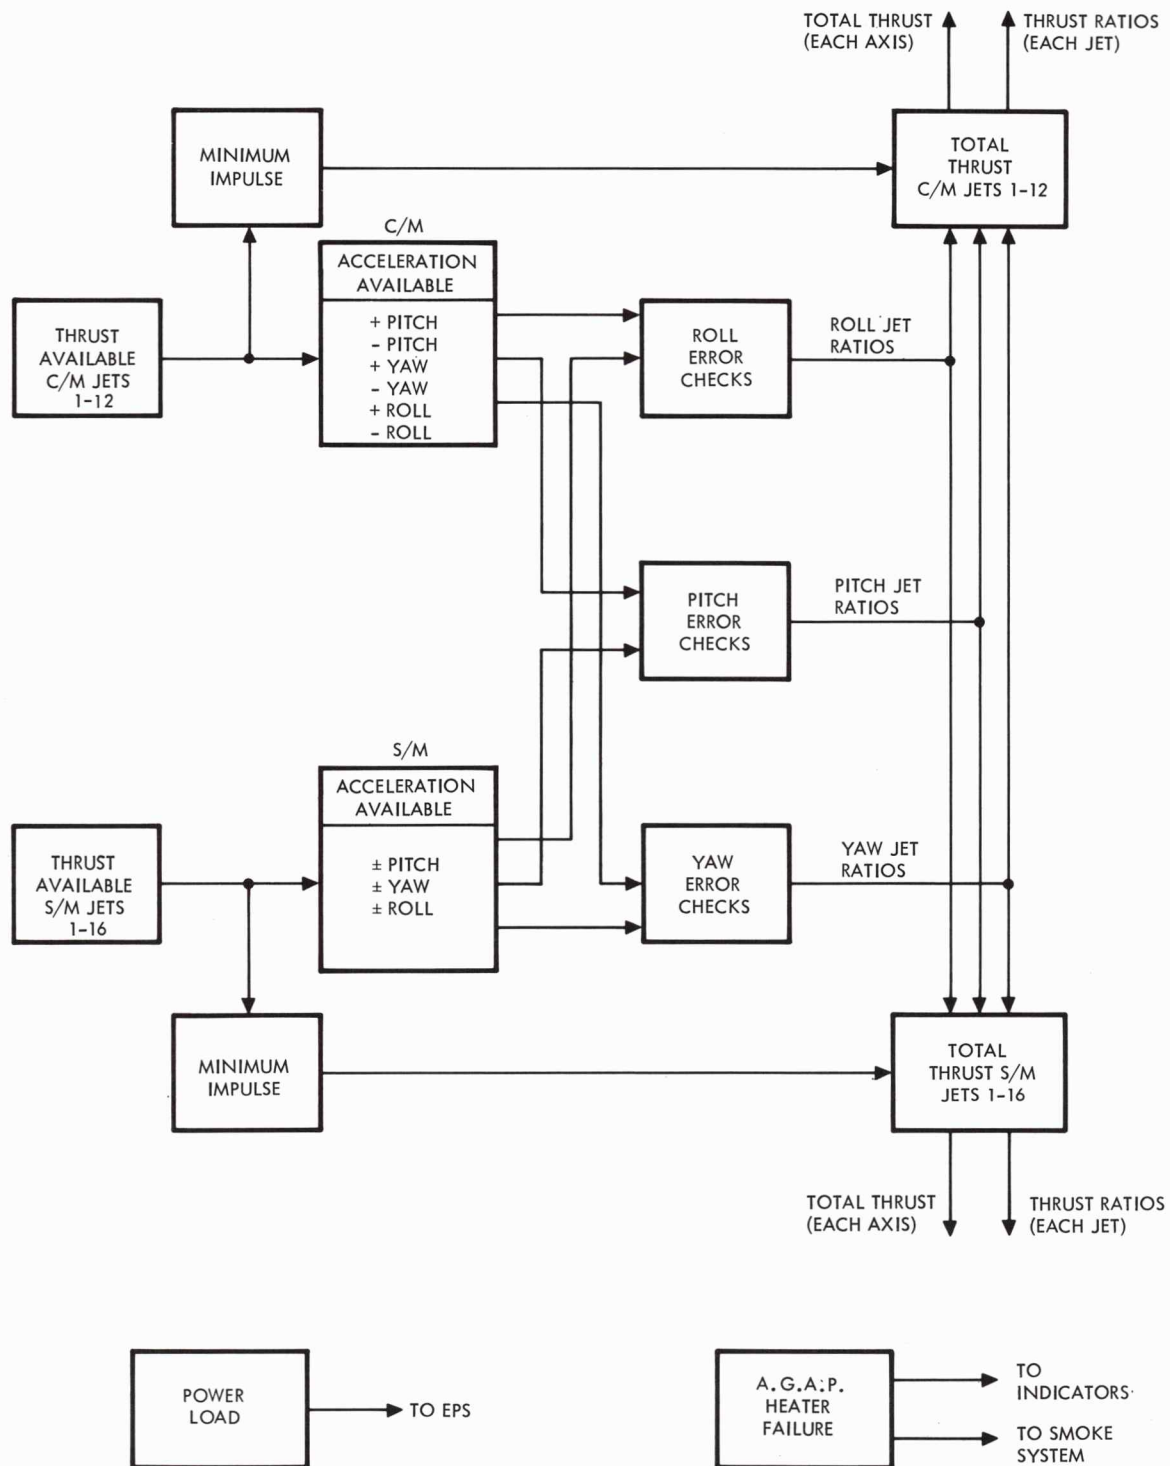 TOTAL THRUST
(EACH AXIS)
THRUST RATIOS
(EACH JET)
MINIMUM
IMPULSE
TOTAL
THRUST
C/M JETS 1-12
C/M
ACCELERATION
AVAILABLE
+ PITCH
- PITCH
+ YAW
- YAW
+ ROLL
- ROLL
THRUST
AVAILABLE
C/M JETS
1-12
ROLL
ERROR
CHECKS
ROLL JET
RATIOS
PITCH
ERROR
CHECKS
PITCH JET
RATIOS
S/M
ACCELERATION
AVAILABLE
± PITCH
± YAW
± ROLL
THRUST
AVAILABLE
S/M JETS
1-16
YAW
ERROR
CHECKS
YAW JET
RATIOS
MINIMUM
IMPULSE
TOTAL
THRUST S/M
JETS 1-16
TOTAL THRUST
(EACH AXIS)
THRUST RATIOS
(EACH JET)
POWER
LOAD
TO EPS
A.G.A.P.
HEATER
FAILURE
TO
INDICATORS
TO SMOKE
SYSTEM